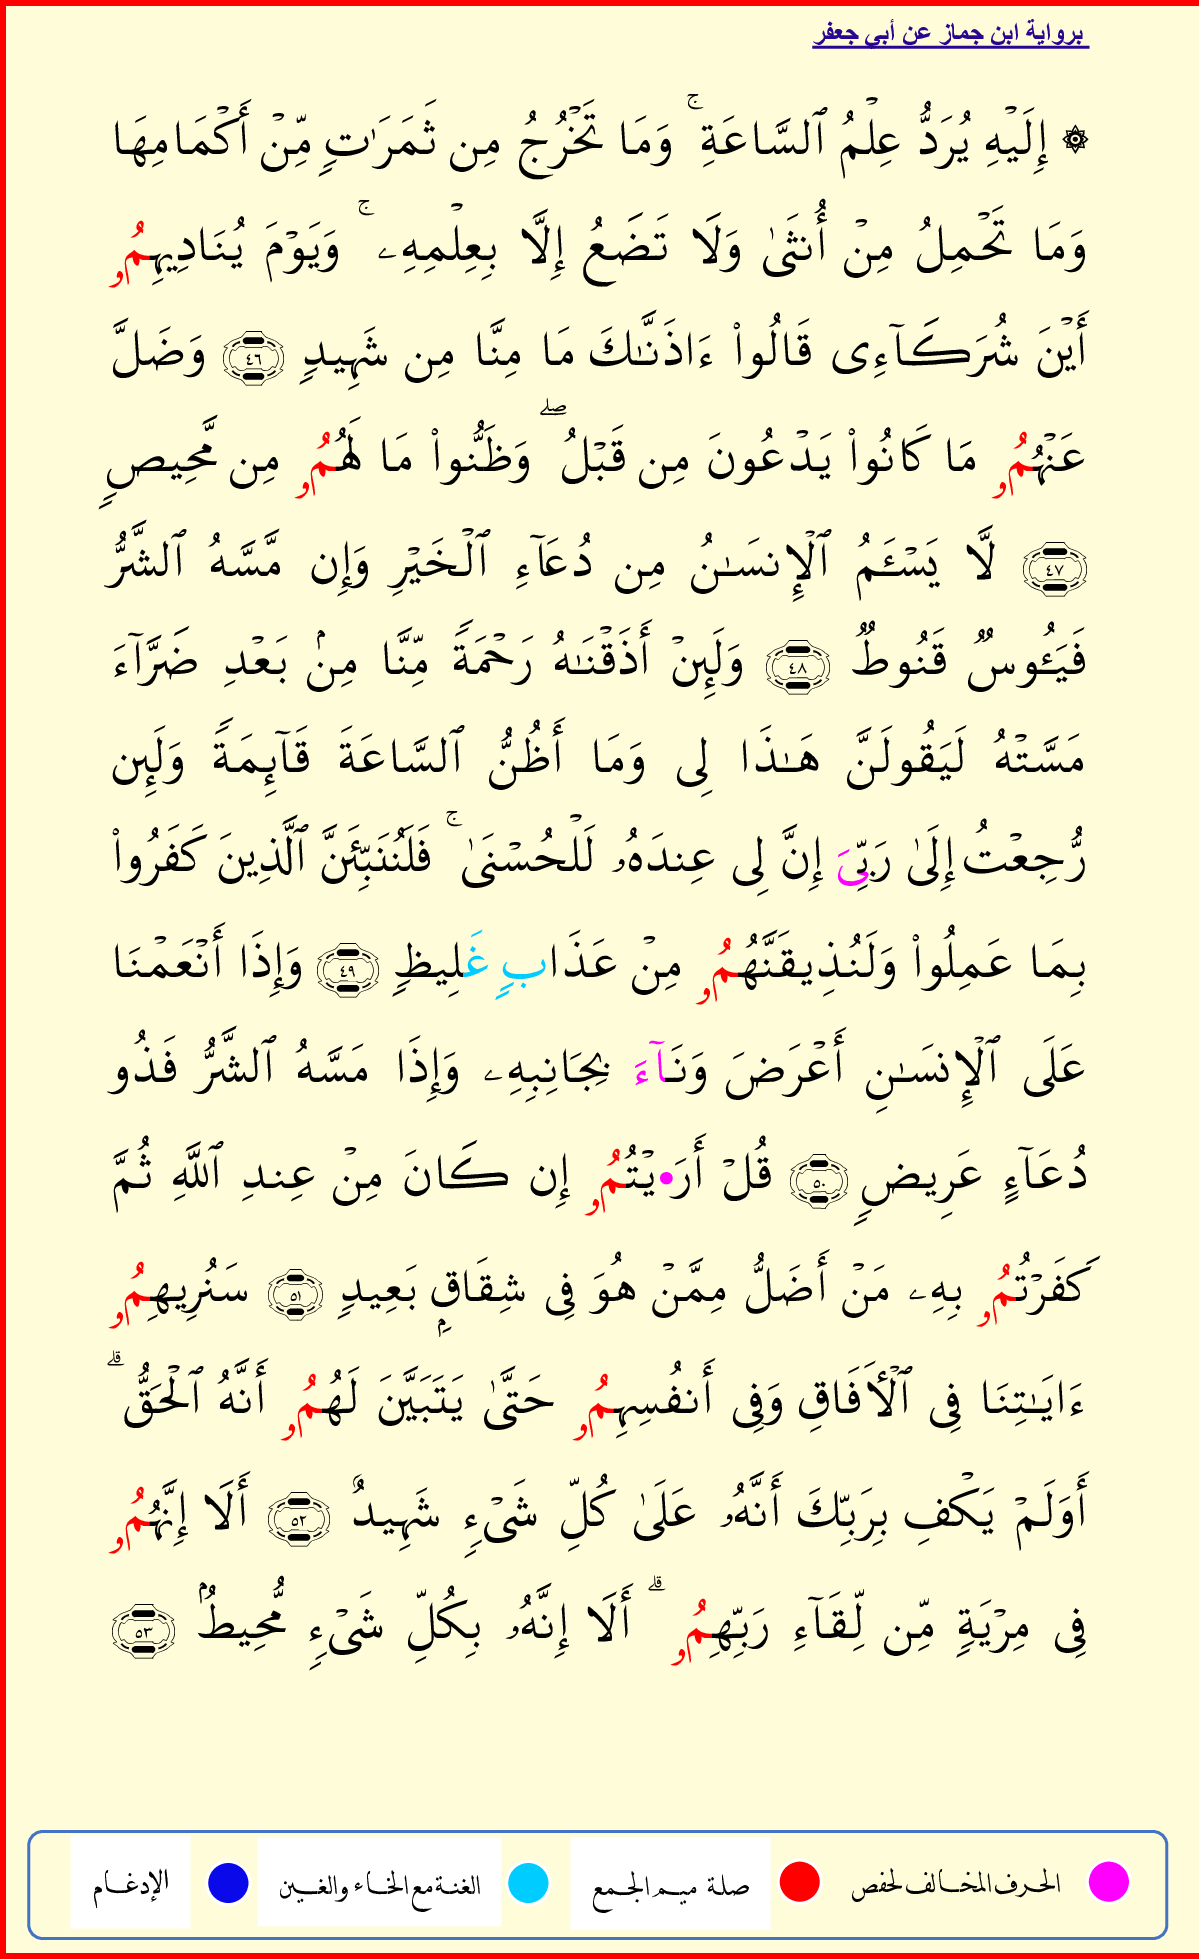 برواية ابن جماز عن أبي جعفر
۞ إِلَيۡهِ يُرَدُّ عِلۡمُ ٱلسَّاعَةِۚ وَمَا تَخۡرُجُ مِن ثَمَرَٰتٖ مِّنۡ أَكۡمَامِهَا
وَمَا تَحۡمِلُ مِنۡ أُنثَىٰ وَلَا تَضَعُ إِلَّا بِعِلۡمِهِۦۚ وَيَوۡمَ يُنَادِيهِمُۥ
أَيۡنَ شُرَكَآءِى قَالُواْ ءَاذَنَّـٰكَ مَا مِنَّا مِن شَهِيدٖ ٤٦ وَضَلَّ
عَنۡهُمُۥ مَا كَانُواْ يَدۡعُونَ مِن قَبۡلُۖ وَظَنُّواْ مَا لَهُمُۥ مِن مَّحِيصٖ
٤٧ لَّا يَسۡـَٔمُ ٱلۡإِنسَـٰنُ مِن دُعَآءِ ٱلۡخَيۡرِ وَإِن مَّسَّهُ ٱلشَّرُّ
فَيَـُٔوسٞ قَنُوطٞ ٤٨ وَلَئِنۡ أَذَقۡنَـٰهُ رَحۡمَةٗ مِّنَّا مِنۢ بَعۡدِ ضَرَّآءَ
مَسَّتۡهُ لَيَقُولَنَّ هَـٰذَا لِى وَمَا أَظُنُّ ٱلسَّاعَةَ قَآئِمَةٗ وَلَئِن
رُّجِعۡتُ إِلَىٰ رَبِّىَ إِنَّ لِى عِندَهُۥ لَلۡحُسۡنَىٰۚ فَلَنُنَبِّئَنَّ ٱلَّذِينَ كَفَرُواْ
بِمَا عَمِلُواْ وَلَنُذِيقَنَّهُمُۥ مِنۡ عَذَابٍ غَلِيظٖ ٤٩ وَإِذَا أَنۡعَمۡنَا
عَلَى ٱلۡإِنسَـٰنِ أَعۡرَضَ وَنَآءَ بِجَانِبِهِۦ وَإِذَا مَسَّهُ ٱلشَّرُّ فَذُو
دُعَآءٍ عَرِيضٖ ٥٠ قُلۡ أَرَ•يۡتُمُۥ إِن كَانَ مِنۡ عِندِ ٱللَّهِ ثُمَّ
كَفَرۡتُمُۥ بِهِۦ مَنۡ أَضَلُّ مِمَّنۡ هُوَ فِى شِقَاقِۭ بَعِيدٖ ٥١ سَنُرِيهِمُۥ
ءَايَـٰتِنَا فِى ٱلۡأَفَاقِ وَفِى أَنفُسِهِمُۥ حَتَّىٰ يَتَبَيَّنَ لَهُمُۥ أَنَّهُ ٱلۡحَقُّۗ
أَوَلَمۡ يَكۡفِ بِرَبِّكَ أَنَّهُۥ عَلَىٰ كُلِّ شَىۡءٖ شَهِيدٌ ٥٢ أَلَا إِنَّهُمُۥ
فِى مِرۡيَةٖ مِّن لِّقَآءِ رَبِّهِمُۥۗ أَلَا إِنَّهُۥ بِكُلِّ شَىۡءٖ مُّحِيطُۢ ٥٣
الحرف المخالف لحفص صلة ميم الجمع الغنة مع الخاء والغين الإدغام